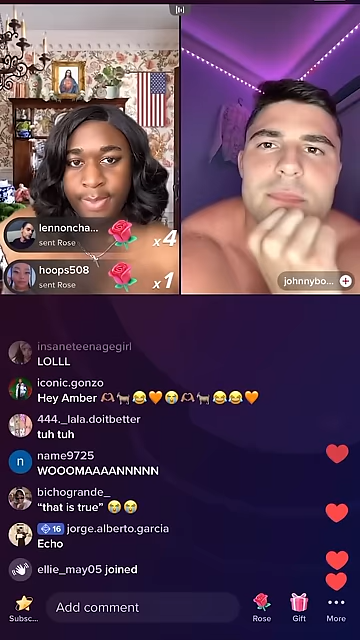 lennoncha...
sent Rose
x4
hoops508
sent Rose
x1
johnnybo...
insaneteenagegirl
LOLLL
iconic.gonzo
Hey Amber 🫶🏾🐐😂🧡😭🫶🏾🐐😂😂🧡
444._lala.doitbetter
tuh tuh
n
name9725
WOOOMAAAANNNNN
bichogrande_
“that is true” 😭😭
16 jorge.alberto.garcia
Echo
ellie_may05 joined
Subsc...
Add comment
Rose
Gift
More